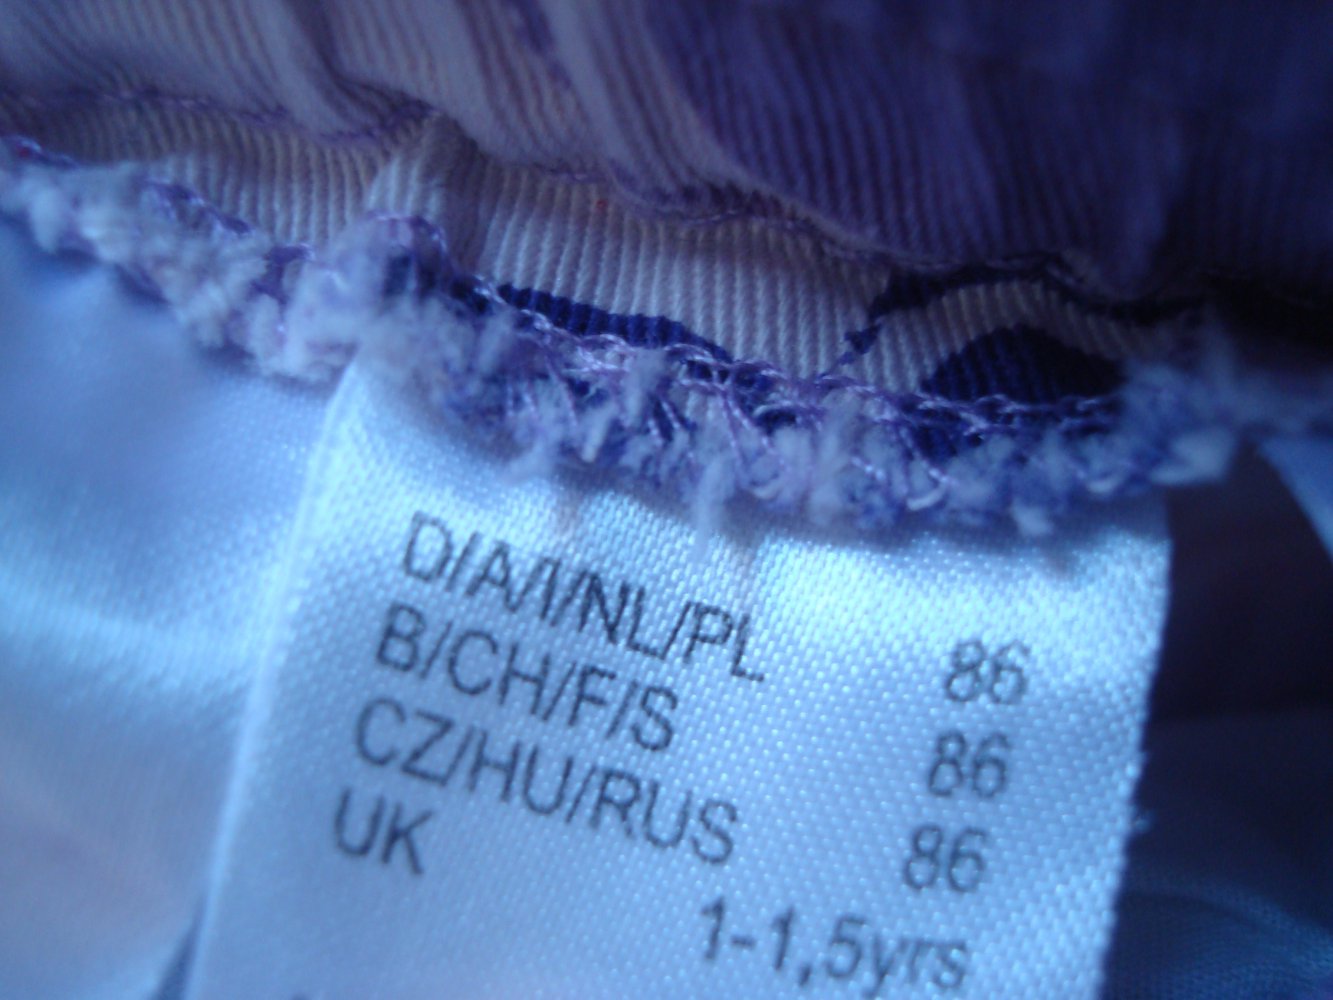 D/A/I/NL/PL 86
B/CH/F/S 86
CZ/HU/RUS 86
UK 1-1,5yrs